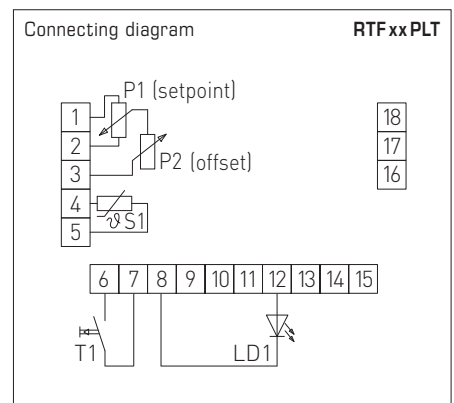 Connecting diagram RTF xx PLT
P1 (setpoint)
1
2
3
4
5
P2 (offset)
ϑ S1
18
17
16
6 7 8 9 10 11 12 13 14 15
T1
LD1